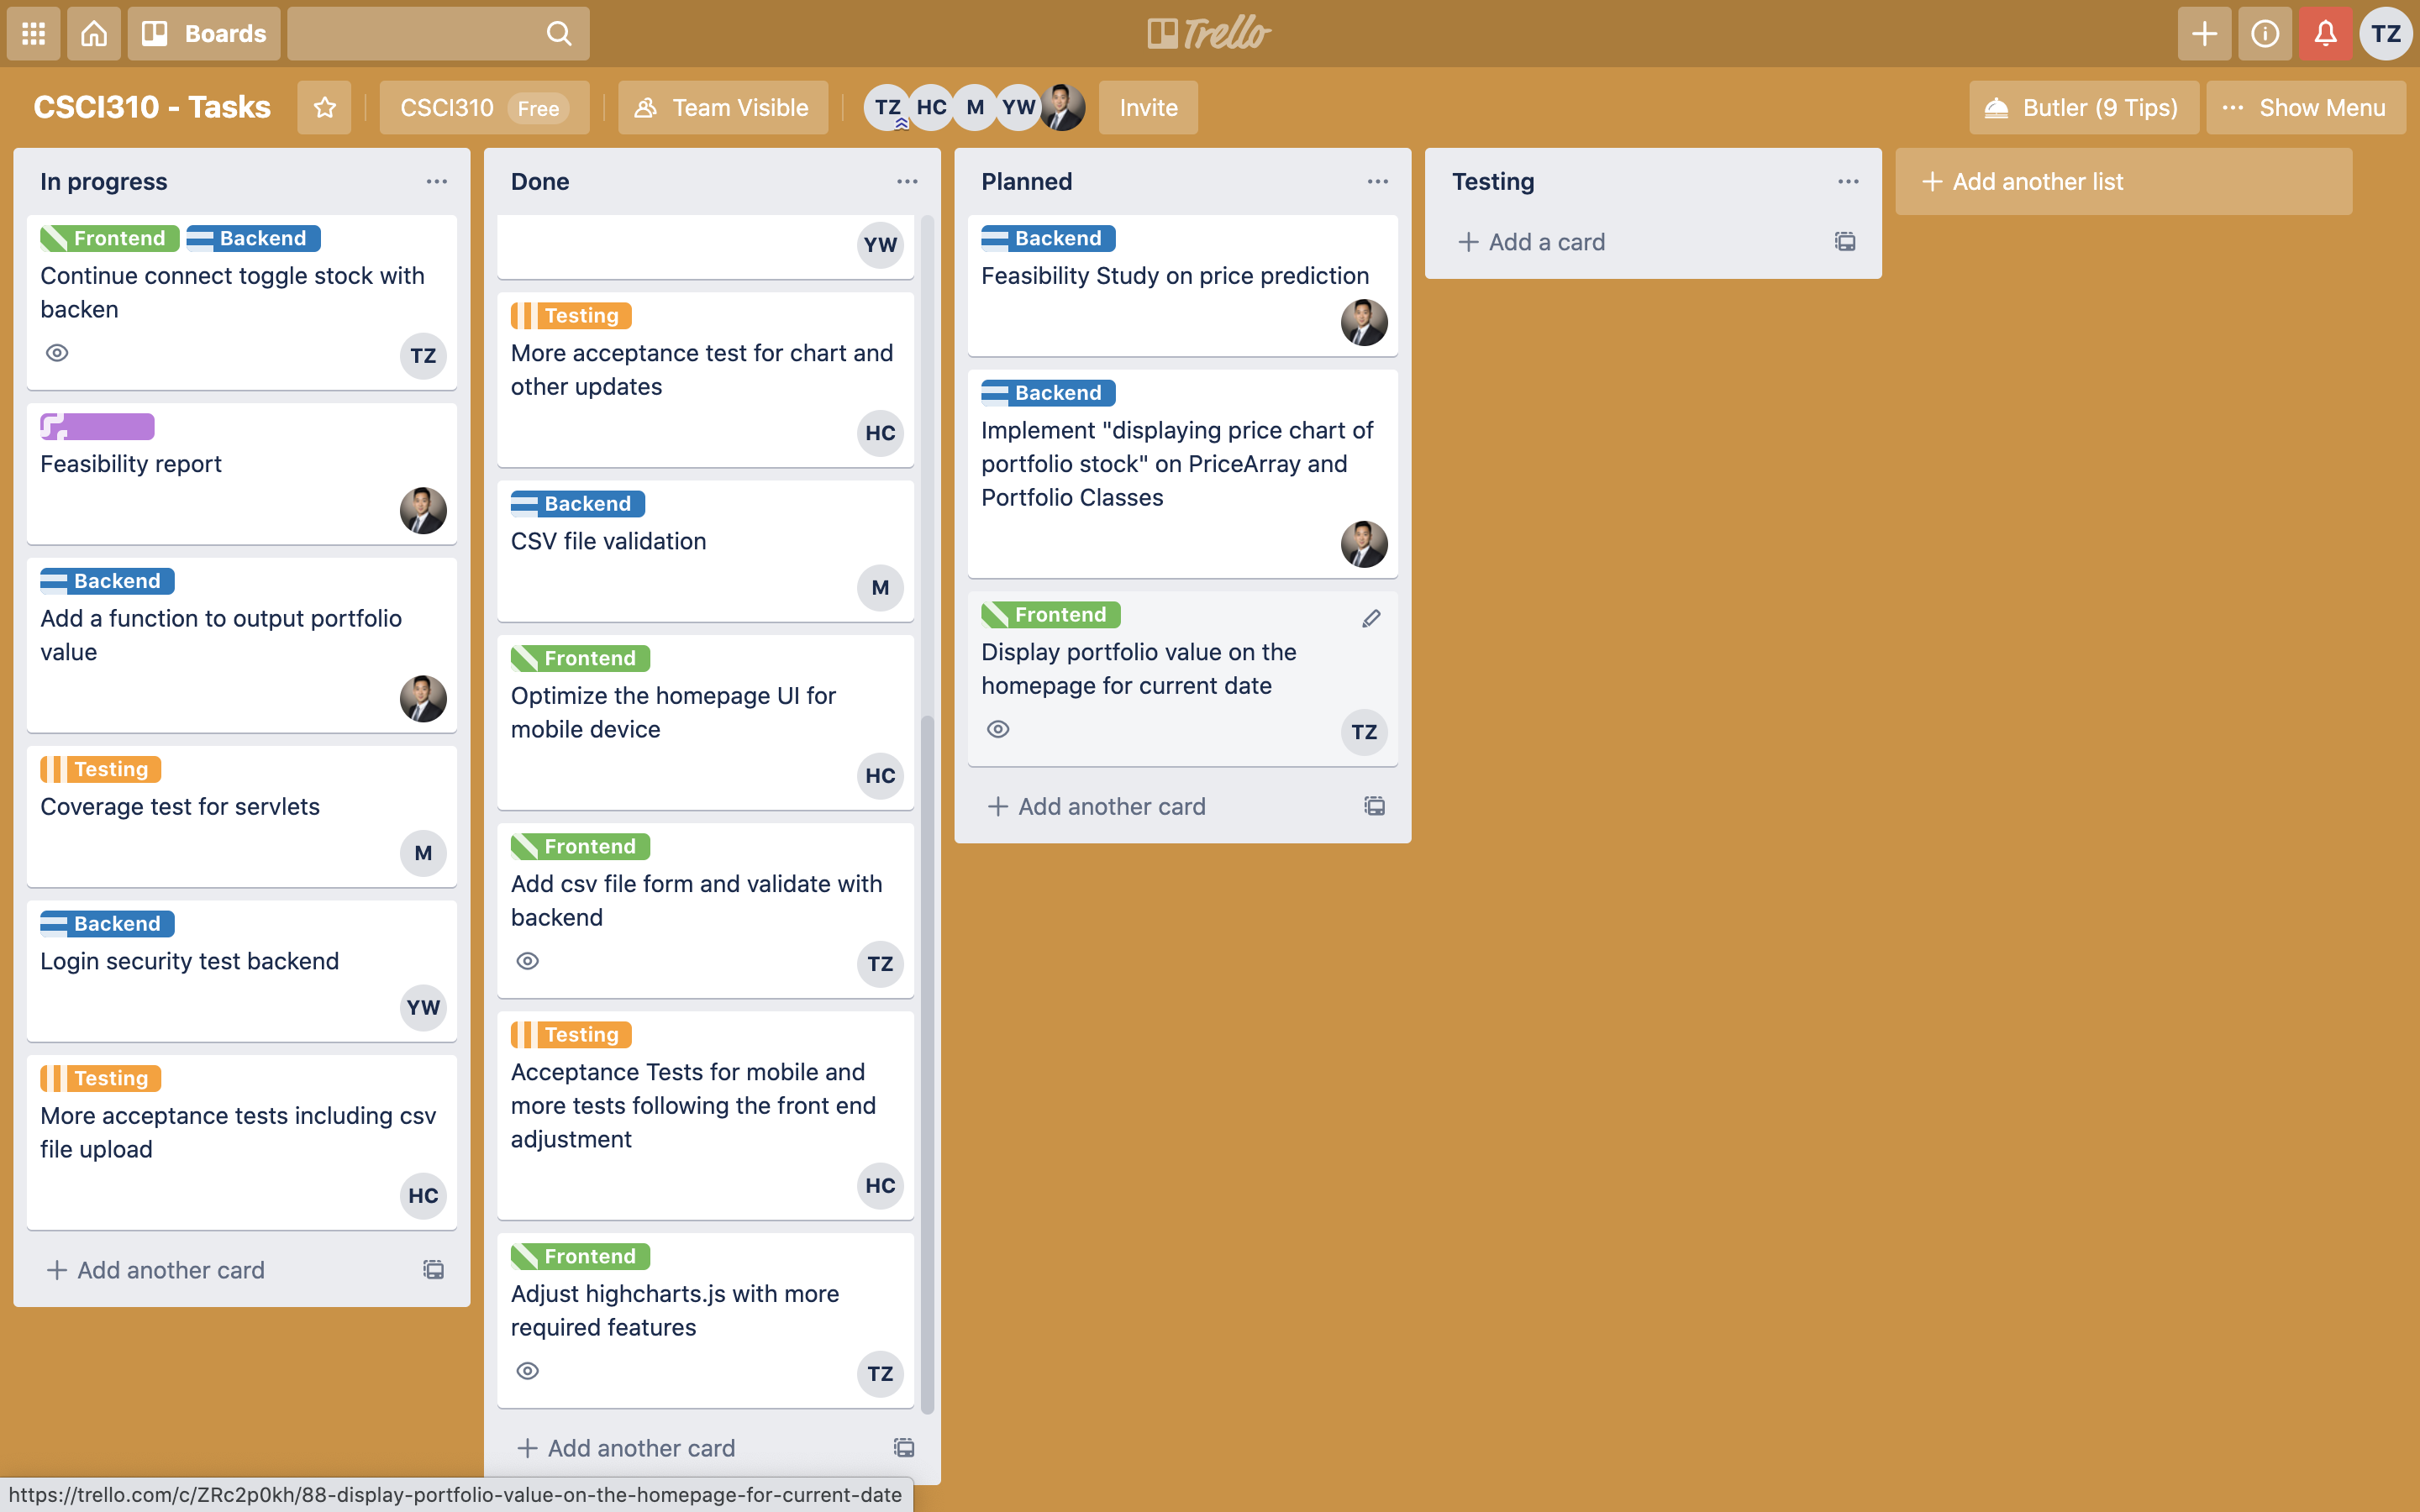 Boards
Trello
TZ
CSCI310 - Tasks
CSCI310 Free
Team Visible
TZ HC M YW
Invite
Butler (9 Tips)
Show Menu
In progress
Frontend Backend
Continue connect toggle stock with
backen
TZ
Feasibility report
Backend
Add a function to output portfolio
value
Testing
Coverage test for servlets
M
Backend
Login security test backend
YW
Testing
More acceptance tests including csv
file upload
HC
Add another card
Done
YW
Testing
More acceptance test for chart and
other updates
HC
Backend
CSV file validation
M
Frontend
Optimize the homepage UI for
mobile device
HC
Frontend
Add csv file form and validate with
backend
TZ
Testing
Acceptance Tests for mobile and
more tests following the front end
adjustment
HC
Frontend
Adjust highcharts.js with more
required features
TZ
Add another card
Planned
Backend
Feasibility Study on price prediction
Backend
Implement "displaying price chart of
portfolio stock" on PriceArray and
Portfolio Classes
Frontend
Display portfolio value on the
homepage for current date
TZ
Add another card
Testing
Add a card
Add another list
https://trello.com/c/ZRc2p0kh/88-display-portfolio-value-on-the-homepage-for-current-date